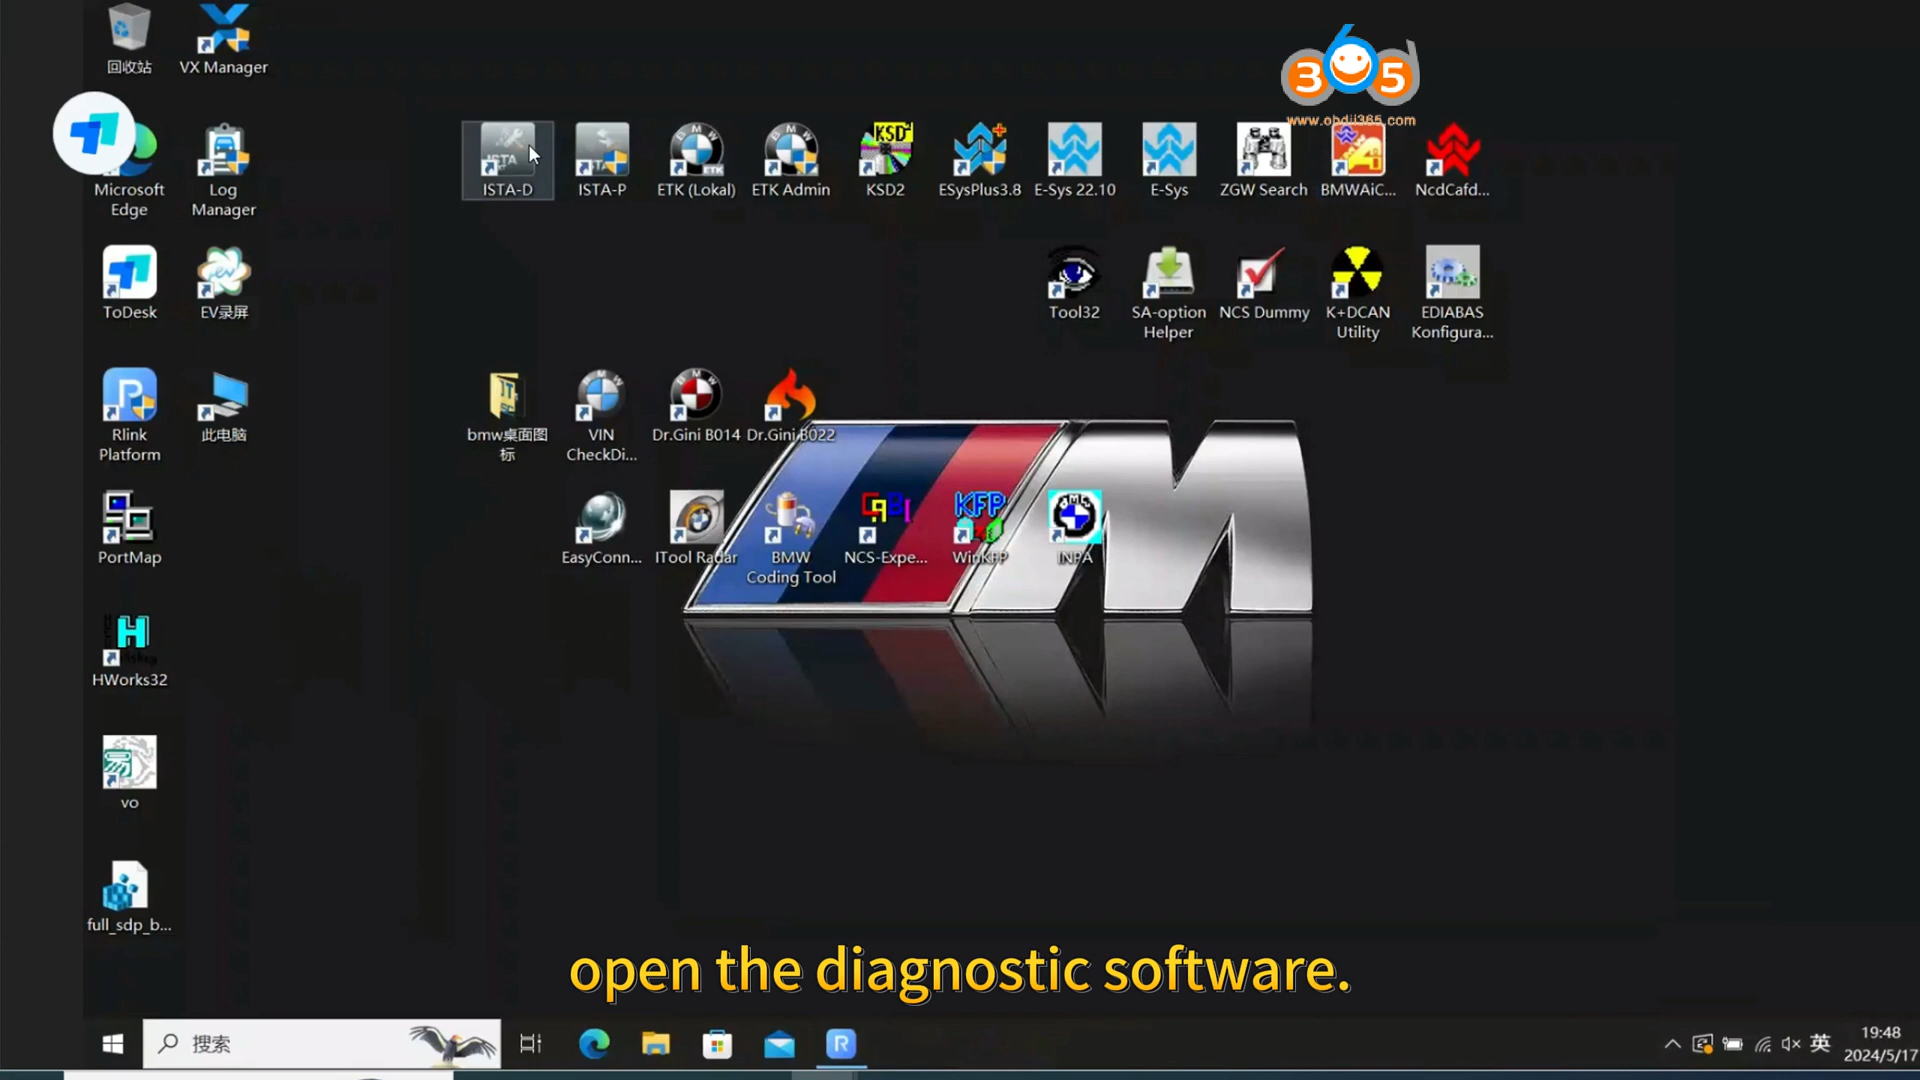 回收站
VX Manager
365
www.obdii365.com
Microsoft
Edge
Log
Manager
ISTA
ISTA-D
ISTA-P
ETK (Lokal)
ETK Admin
KSD2
ESysPlus3.8
E-Sys 22.10
E-Sys
ZGW Search
BMWAiC...
NcdCafd...
ToDesk
EV录屏
Tool32
SA-option
Helper
NCS Dummy
K+DCAN
Utility
EDIABAS
Konfigura...
Rlink
Platform
此电脑
bmw桌面图
标
VIN
CheckDi...
Dr.Gini B014
Dr.Gini B022
PortMap
EasyConn...
ITool Radar
BMW
Coding Tool
NCS-Expe...
KFP
WinKFP
INPA
HWorks32
vo
full_sdp_b...
open the diagnostic software.
搜索
英
19:48
2024/5/17